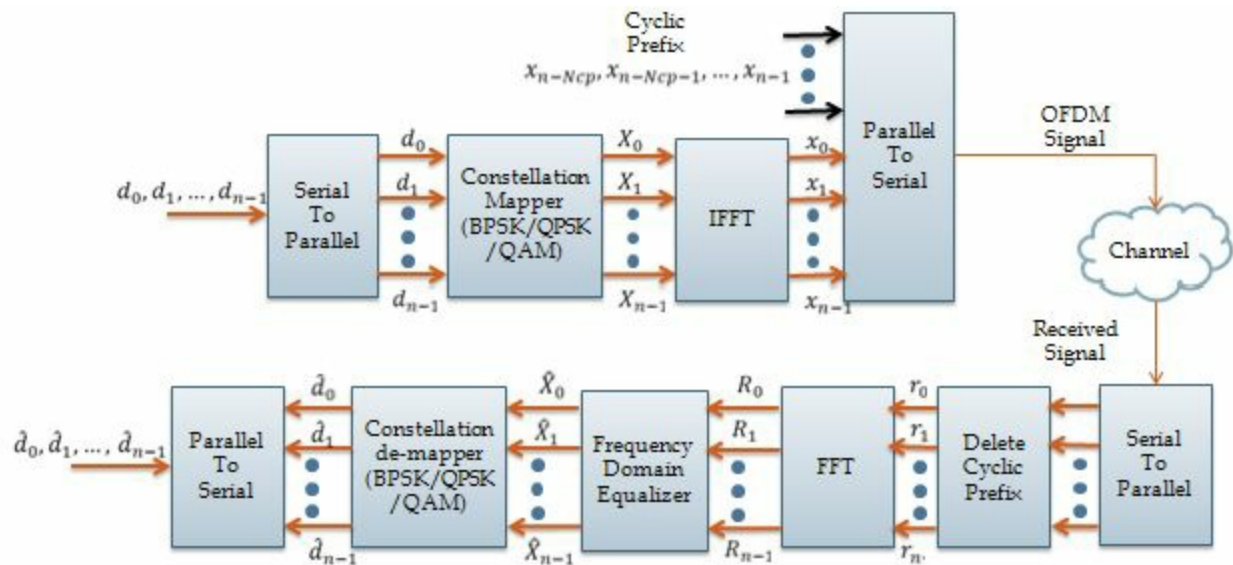 Cyclic
Prefix
x_{n-Ncp}, x_{n-Ncp-1}, ..., x_{n-1}
OFDM
Signal
d_0, d_1, ..., d_{n-1}
Serial
To
Parallel
d_0
d_1
d_{n-1}
Constellation
Mapper
(BPSK/QPSK
/QAM)
X_0
X_1
X_{n-1}
IFFT
x_0
x_1
x_{n-1}
Parallel
To
Serial
Channel
Received
Signal
d̂_0, d̂_1, ..., d̂_{n-1}
Parallel
To
Serial
d̂_0
d̂_1
d̂_{n-1}
Constellation
de-mapper
(BPSK/QPSK
/QAM)
X̂_0
X̂_1
X̂_{n-1}
Frequency
Domain
Equalizer
R_0
R_1
R_{n-1}
FFT
r_0
r_1
r_n.
Delete
Cyclic
Prefix
Serial
To
Parallel